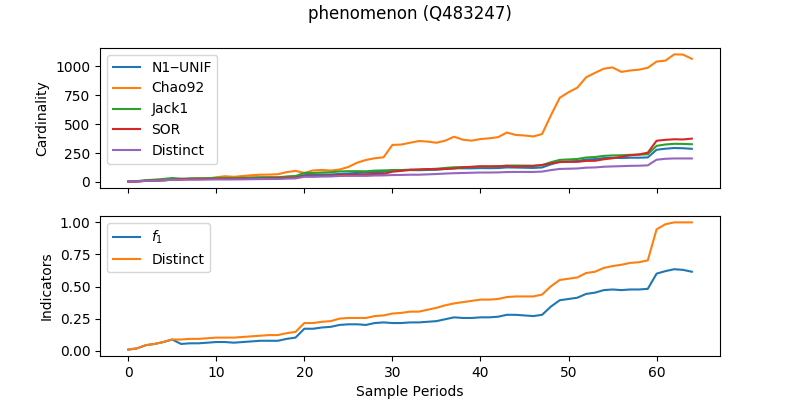 phenomenon (Q483247)
Cardinality
1000
750
500
250
0
N1−UNIF
Chao92
Jack1
SOR
Distinct
Indicators
1.00
0.75
0.50
0.25
0.00
f1
Distinct
0 10 20 30 40 50 60
Sample Periods